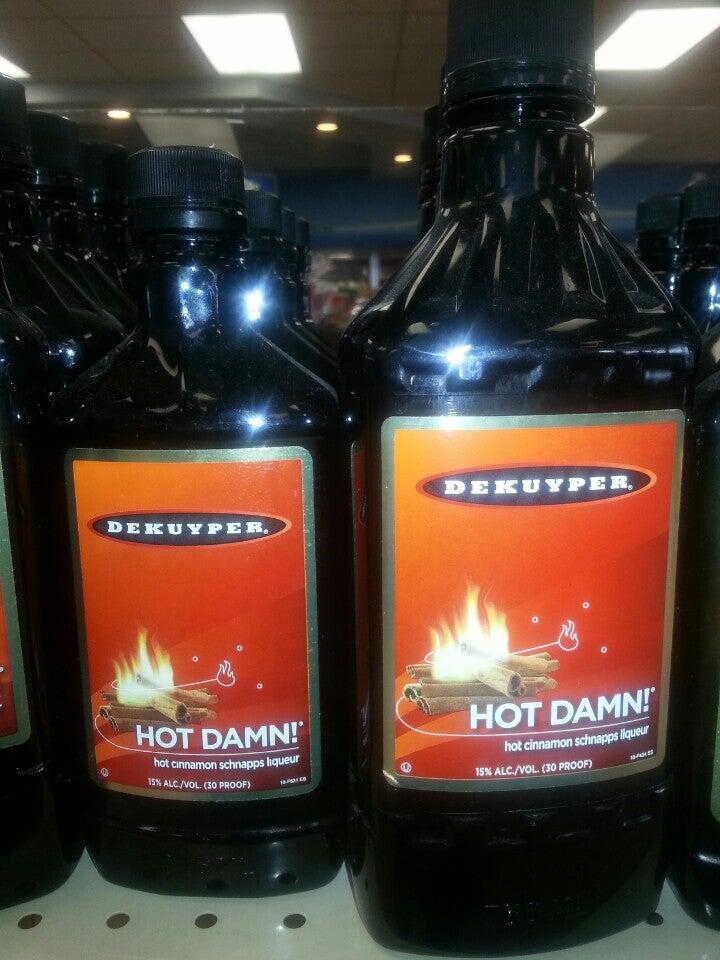 DEKUYPER®
HOT DAMN!®
hot cinnamon schnapps liqueur
15% ALC./VOL. (30 PROOF)
DEKUYPER®
HOT DAMN!®
hot cinnamon schnapps liqueur
15% ALC./VOL. (30 PROOF)